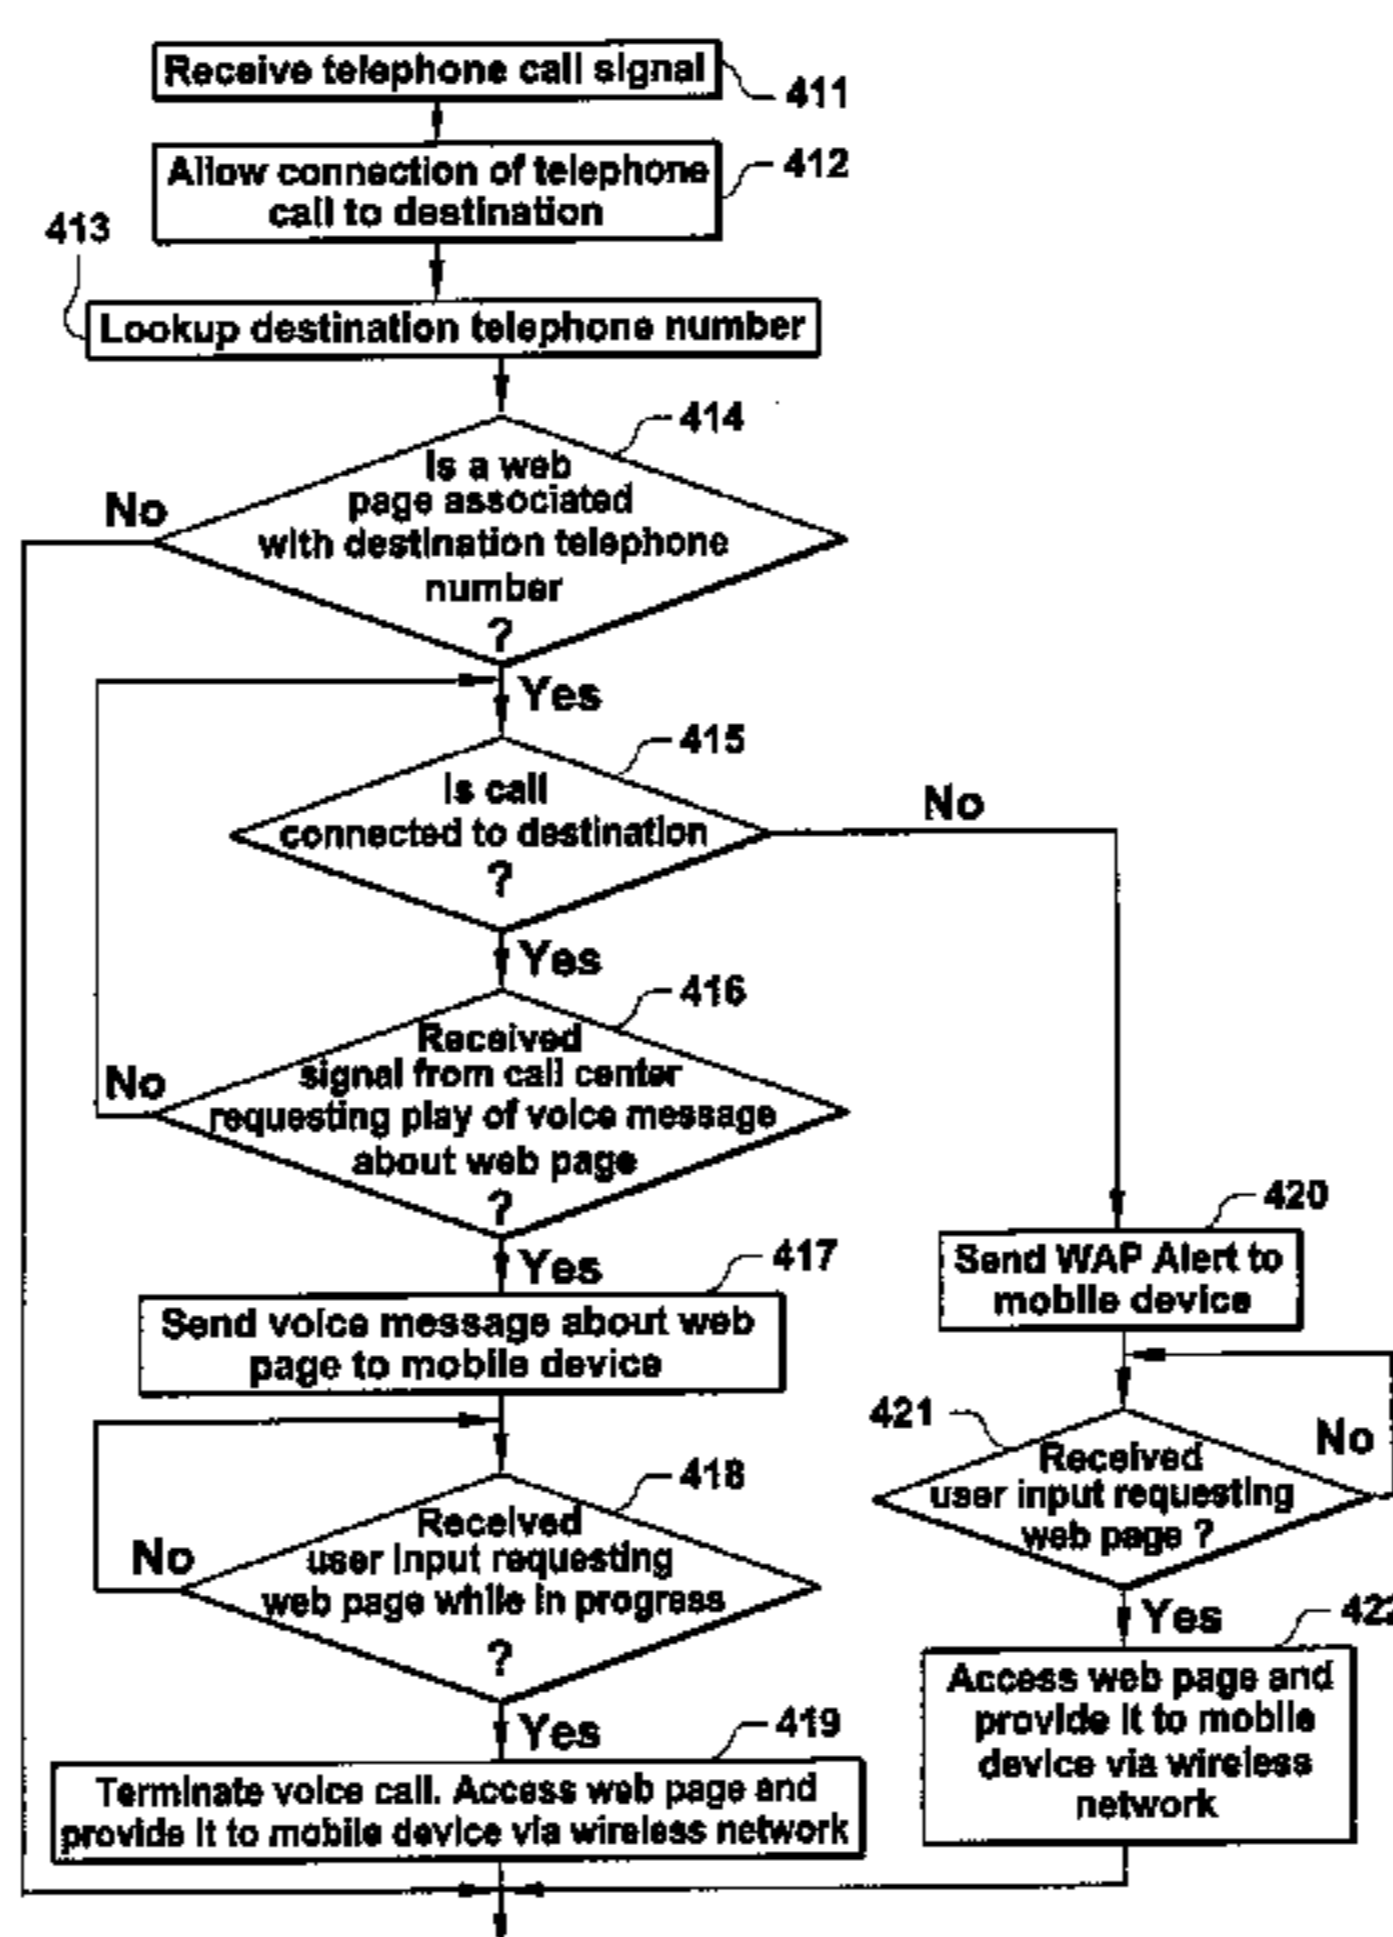 Receive telephone call signal
411
Allow connection of telephone
call to destination
412
413
Lookup destination telephone number
414
Is a web
page associated
with destination telephone
number
?
No
Yes
415
Is call
connected to destination
?
No
Yes
416
Received
signal from call center
requesting play of voice message
about web page
?
No
Yes
417
Send voice message about web
page to mobile device
418
Received
user input requesting
web page while in progress
?
No
Yes
419
Terminate voice call. Access web page and
provide it to mobile device via wireless network
420
Send WAP Alert to
mobile device
421
Received
user input requesting
web page ?
No
Yes
422
Access web page and
provide it to mobile
device via wireless
network